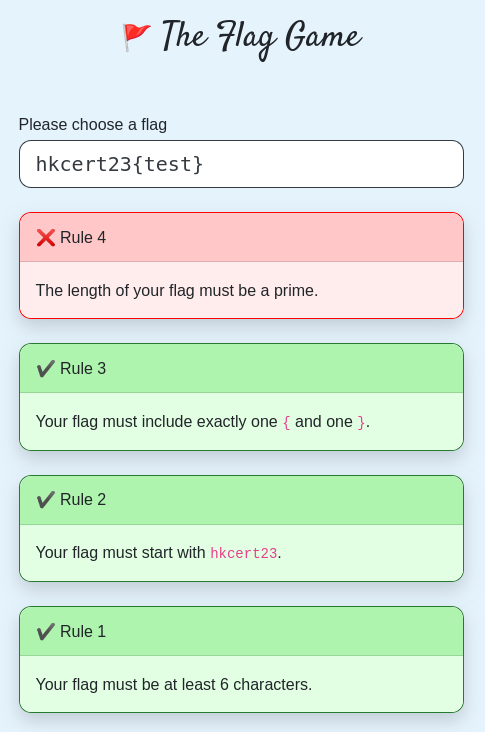 🚩 The Flag Game
Please choose a flag
hkcert23{test}
❌ Rule 4
The length of your flag must be a prime.
✔ Rule 3
Your flag must include exactly one { and one }.
✔ Rule 2
Your flag must start with hkcert23.
✔ Rule 1
Your flag must be at least 6 characters.